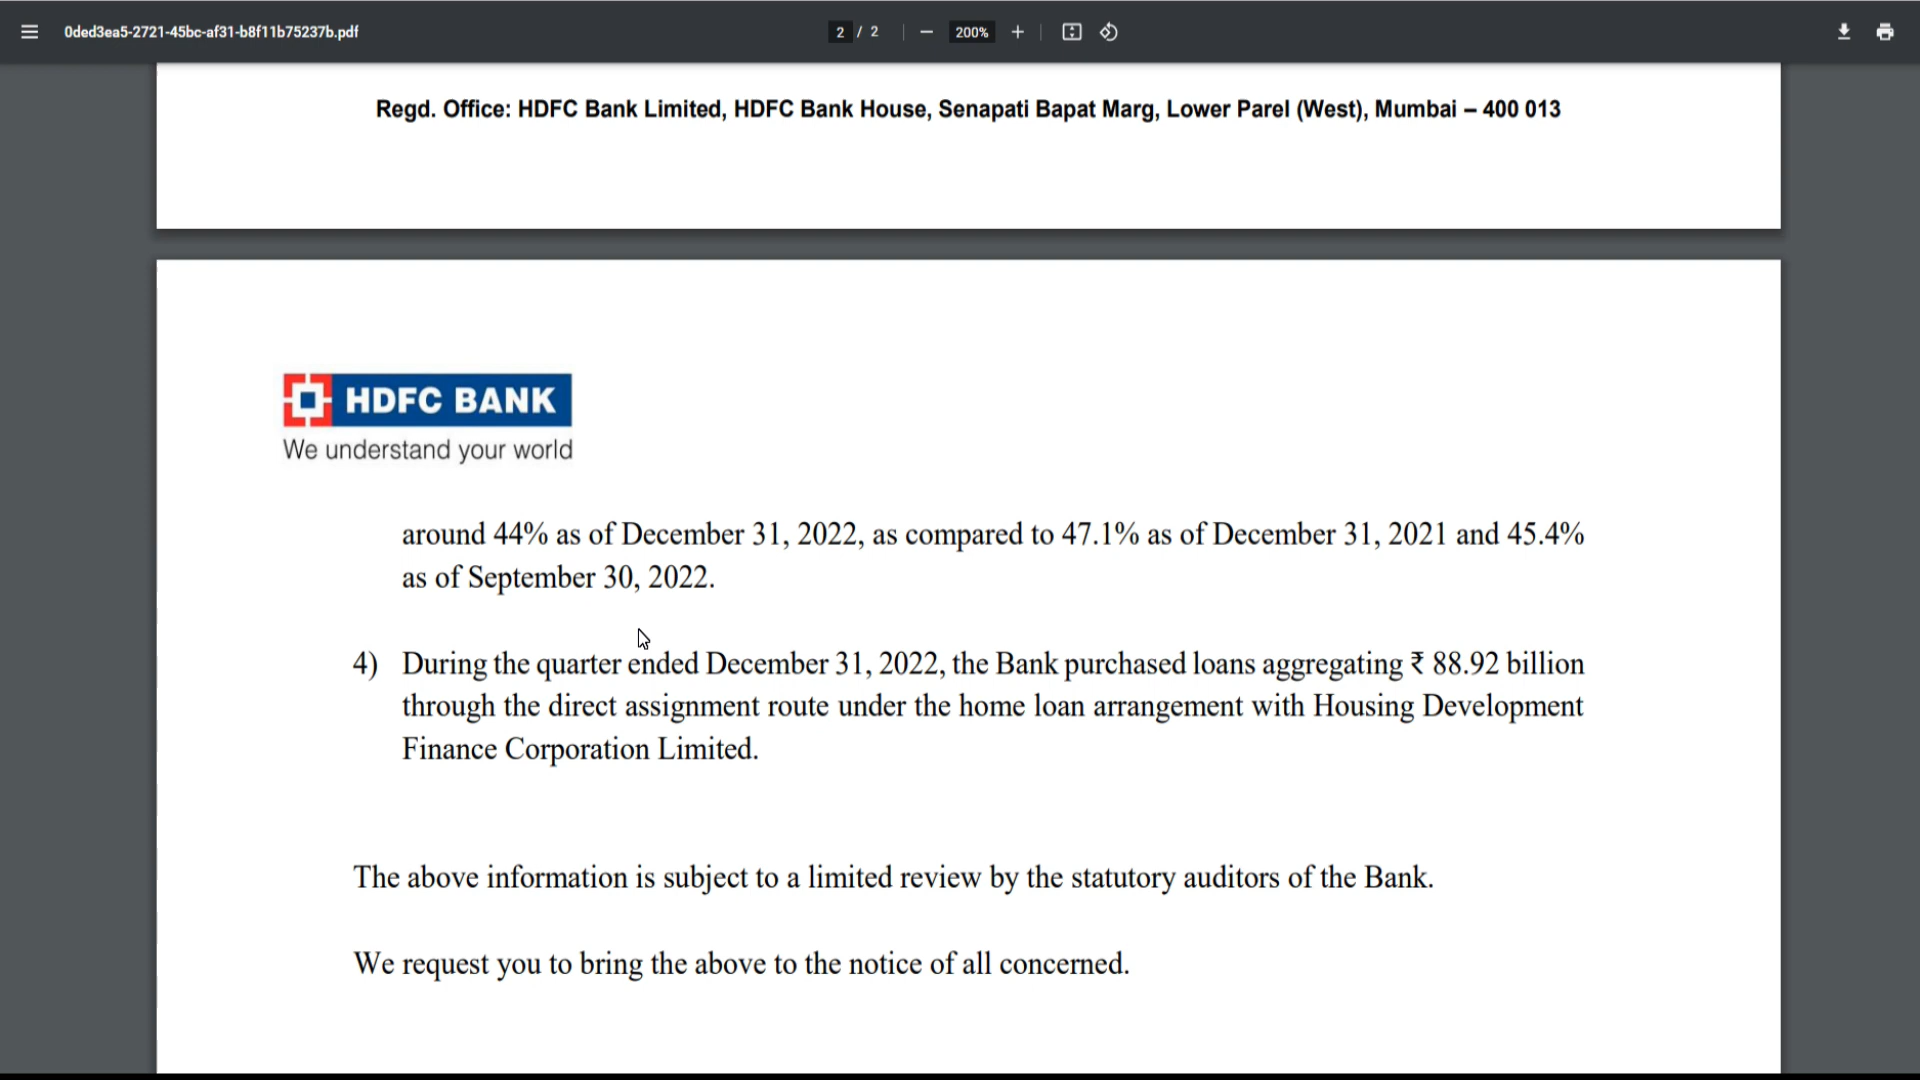 0ded3ea5-2721-45bc-af31-b8f11b75237b.pdf
2 / 2
200%
Regd. Office: HDFC Bank Limited, HDFC Bank House, Senapati Bapat Marg, Lower Parel (West), Mumbai – 400 013
HDFC BANK
We understand your world
around 44% as of December 31, 2022, as compared to 47.1% as of December 31, 2021 and 45.4%
as of September 30, 2022.
4) During the quarter ended December 31, 2022, the Bank purchased loans aggregating ₹ 88.92 billion
through the direct assignment route under the home loan arrangement with Housing Development
Finance Corporation Limited.
The above information is subject to a limited review by the statutory auditors of the Bank.
We request you to bring the above to the notice of all concerned.